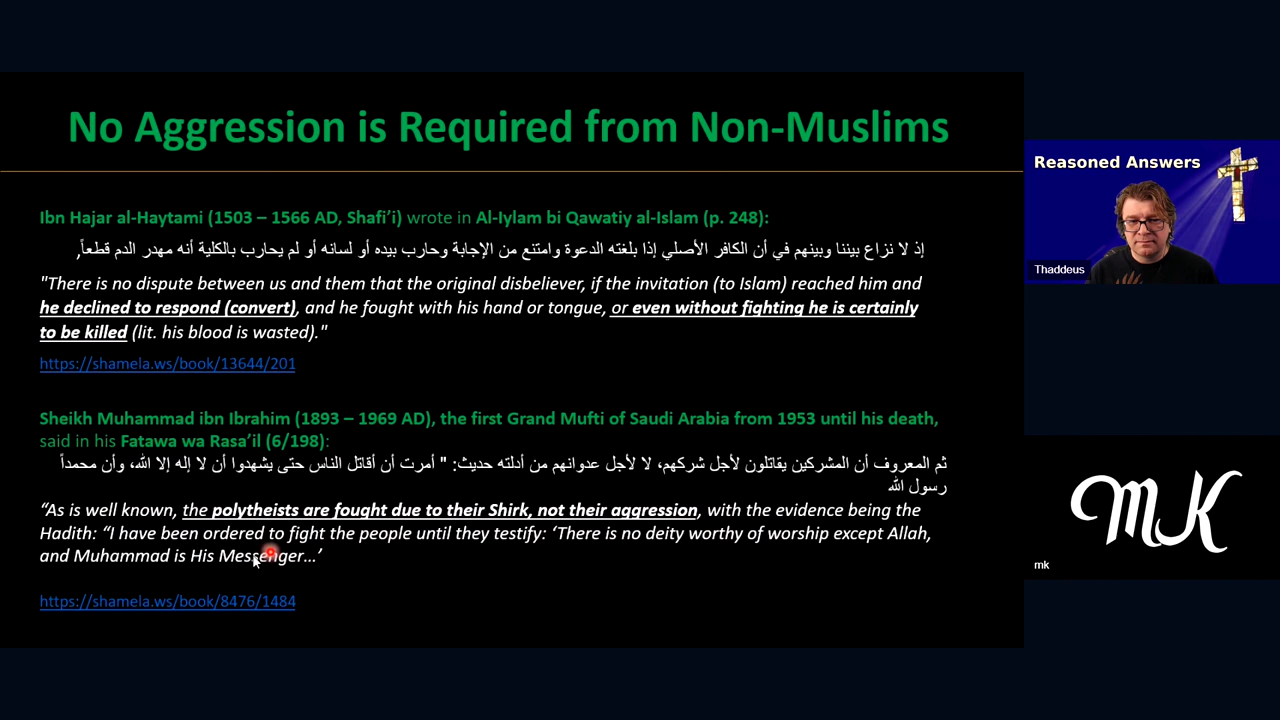 No Aggression is Required from Non-Muslims
Ibn Hajar al-Haytami (1503 – 1566 AD, Shafi’i) wrote in Al-Iylam bi Qawatiy al-Islam (p. 248):
إذ لا نزاع بيننا وبينهم في أن الكافر الأصلي إذا بلغته الدعوة وامتنع من الإجابة وحارب بيده أو لسانه أو لم يحارب بالكلية أنه مهدر الدم قطعاً,
"There is no dispute between us and them that the original disbeliever, if the invitation (to Islam) reached him and
he declined to respond (convert), and he fought with his hand or tongue, or even without fighting he is certainly
to be killed (lit. his blood is wasted)."
https://shamela.ws/book/13644/201
Sheikh Muhammad ibn Ibrahim (1893 – 1969 AD), the first Grand Mufti of Saudi Arabia from 1953 until his death,
said in his Fatawa wa Rasa’il (6/198):
ثم المعروف أن المشركين يقاتلون لأجل شركهم، لا لأجل عدوانهم من أدلته حديث: " أمرت أن أقاتل الناس حتى يشهدوا أن لا إله إلا الله، وأن محمداً
رسول الله
“As is well known, the polytheists are fought due to their Shirk, not their aggression, with the evidence being the
Hadith: “I have been ordered to fight the people until they testify: ‘There is no deity worthy of worship except Allah,
and Muhammad is His Messenger…’
https://shamela.ws/book/8476/1484
Reasoned Answers
Thaddeus
MK
mk